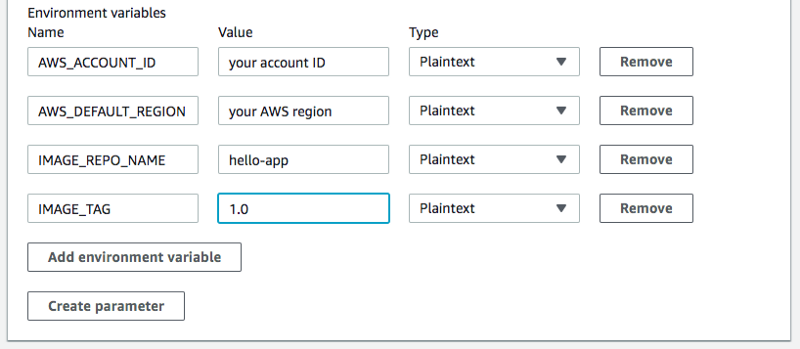 Environment variables
Name Value Type
AWS_ACCOUNT_ID your account ID Plaintext Remove
AWS_DEFAULT_REGION your AWS region Plaintext Remove
IMAGE_REPO_NAME hello-app Plaintext Remove
IMAGE_TAG 1.0 Plaintext Remove
Add environment variable
Create parameter